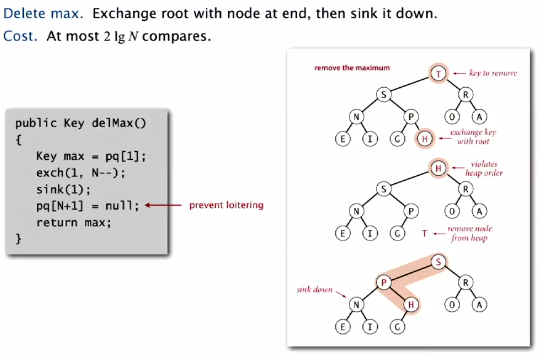 Delete max. Exchange root with node at end, then sink it down.
Cost. At most 2 lg N compares.
public Key delMax()
{
Key max = pq[1];
exch(1, N--);
sink(1);
pq[N+1] = null;
return max;
}
prevent loitering
remove the maximum
T
key to remove
S
R
N
P
O
A
E
I
G
H
exchange key
with root
H
violates
heap order
S
R
N
P
O
A
E
I
G
T
remove node
from heap
S
P
R
sink down
N
H
O
A
E
I
G